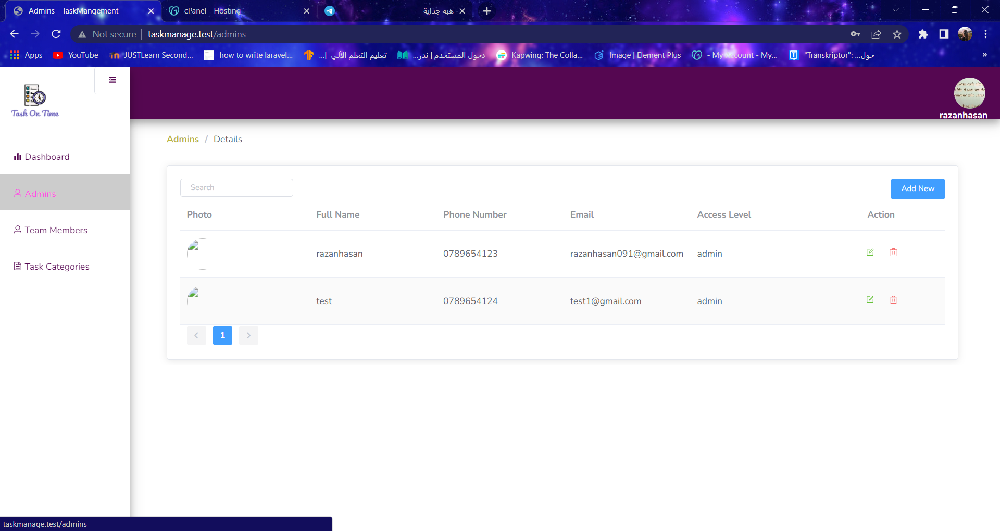 Admins - TaskMangement
cPanel - Hosting
هبه جداية
Not secure
taskmanage.test/admins
Apps
YouTube
JUSTLearn Second...
how to write laravel...
تعليم التعلم الآلي |...
دخول المستخدم | ندر...
Kapwing: The Colla...
Image | Element Plus
- My Account - My...
"Transkriptor": حول...
»
Task On Time
razanhasan
Dashboard
Admins
Team Members
Task Categories
Admins / Details
Search
Add New
Photo Full Name Phone Number Email Access Level Action
razanhasan 0789654123 razanhasan091@gmail.com admin
test 0789654124 test1@gmail.com admin
1
taskmanage.test/admins